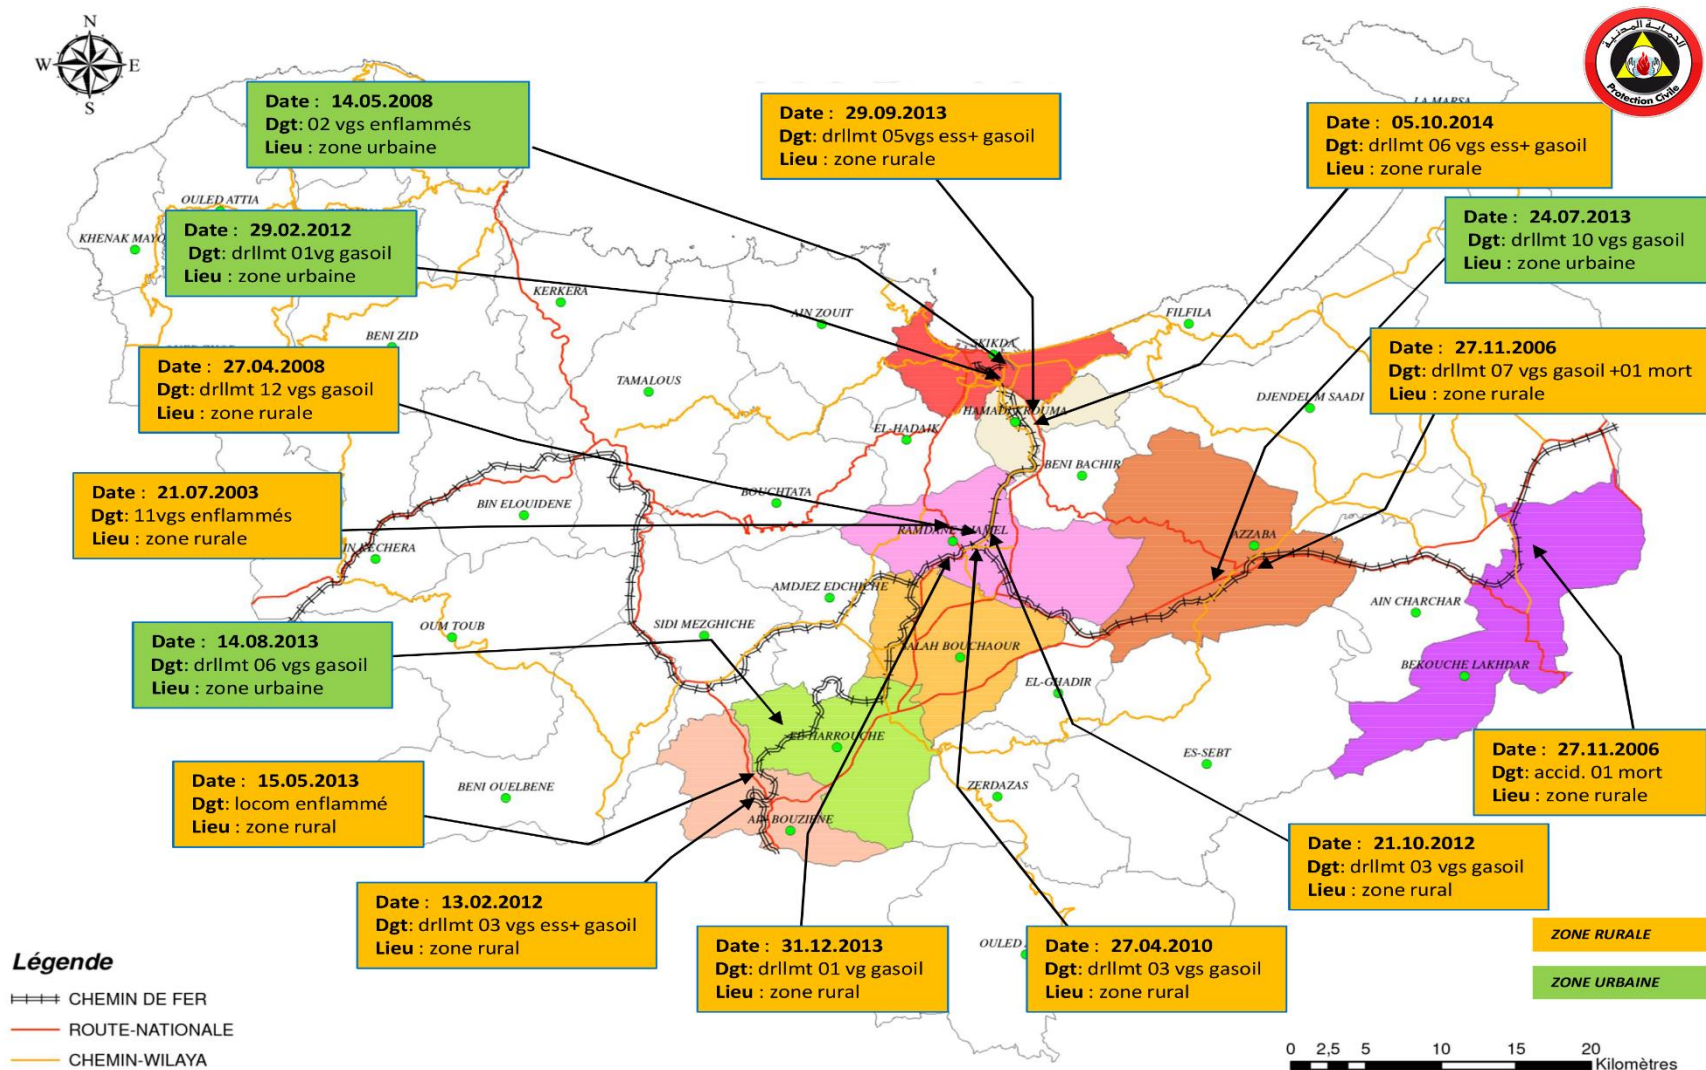 N
W
E
S
الحماية المدنية
Protection Civile
LA MARSA
Date : 14.05.2008
Dgt: 02 vgs enflammés
Lieu : zone urbaine
Date : 29.09.2013
Dgt: drllmt 05vgs ess+ gasoil
Lieu : zone rurale
Date : 05.10.2014
Dgt: drllmt 06 vgs ess+ gasoil
Lieu : zone rurale
OULED ATTIA
KHENAK MAYO
Date : 29.02.2012
Dgt: drllmt 01vg gasoil
Lieu : zone urbaine
Date : 24.07.2013
Dgt: drllmt 10 vgs gasoil
Lieu : zone urbaine
KERKERA
AIN ZOUIT
FILFILA
BENI ZID
SKIKDA
Date : 27.04.2008
Dgt: drllmt 12 vgs gasoil
Lieu : zone rurale
Date : 27.11.2006
Dgt: drllmt 07 vgs gasoil +01 mort
Lieu : zone rurale
TAMALOUS
DJENDEL M SAADI
HAMADI KROUMA
EL-HADAIK
BENI BACHIR
Date : 21.07.2003
Dgt: 11vgs enflammés
Lieu : zone rurale
BOUCHTATA
BIN ELOUIDENE
RAMDANE
AZZABA
IN KECHERA
AMDJEZ EDCHICHE
AIN CHARCHAR
OUM TOUB
SIDI MEZGHICHE
Date : 14.08.2013
Dgt: drllmt 06 vgs gasoil
Lieu : zone urbaine
SALAH BOUCHAOUR
BEKOUCHE LAKHDAR
EL-GHADIR
EL HARROUCHE
ES-SEBT
Date : 27.11.2006
Dgt: accid. 01 mort
Lieu : zone rurale
Date : 15.05.2013
Dgt: locom enflammé
Lieu : zone rural
BENI OUELBENE
ZERDAZAS
AIN BOUZIENE
Date : 21.10.2012
Dgt: drllmt 03 vgs gasoil
Lieu : zone rural
Date : 13.02.2012
Dgt: drllmt 03 vgs ess+ gasoil
Lieu : zone rural
Date : 31.12.2013
Dgt: drllmt 01 vg gasoil
Lieu : zone rural
OULED
Date : 27.04.2010
Dgt: drllmt 03 vgs gasoil
Lieu : zone rural
ZONE RURALE
ZONE URBAINE
Légende
CHEMIN DE FER
ROUTE-NATIONALE
CHEMIN-WILAYA
0 2,5 5 10 15 20
Kilomètres